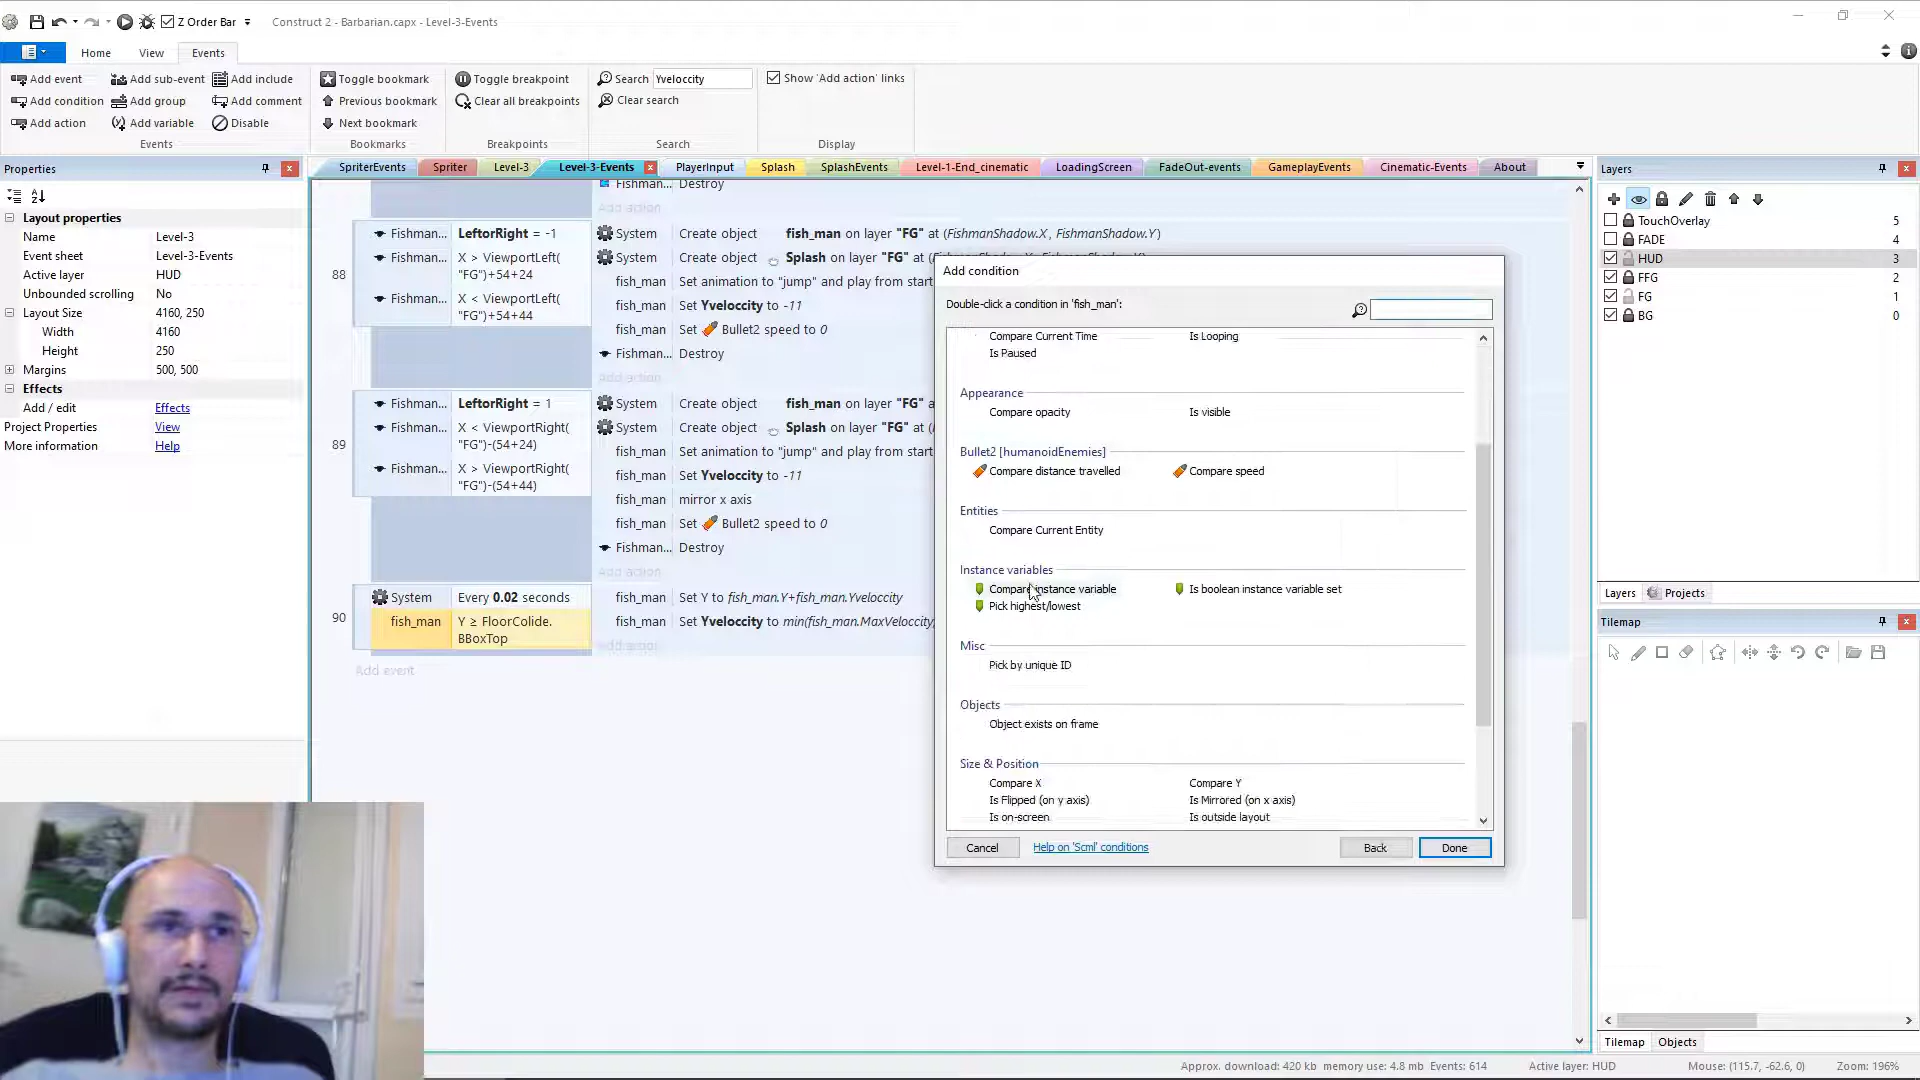 Z Order Bar
Construct 2 - Barbarian.capx - Level-3-Events
Home View Events
Add event Add sub-event Add include
Add condition Add group Add comment
Add action Add variable Disable
Events
Toggle bookmark
Previous bookmark
Next bookmark
Bookmarks
Toggle breakpoint
Clear all breakpoints
Breakpoints
Search Yveloccity
Clear search
Search
Show 'Add action' links
Display
Properties
Layout properties
Name Level-3
Event sheet Level-3-Events
Active layer HUD
Unbounded scrolling No
Layout Size 4160, 250
Width 4160
Height 250
Margins 500, 500
Effects
Add / edit Effects
Project Properties View
More information Help
SpriterEvents Spriter Level-3 Level-3-Events PlayerInput Splash SplashEvents Level-1-End_cinematic LoadingScreen FadeOut-events GameplayEvents Cinematic-Events About
Fishman... Destroy
Add action
88
Fishman... LeftorRight = -1
Fishman... X > ViewportLeft(
"FG")+54+24
Fishman... X < ViewportLeft(
"FG")+54+44
System Create object fish_man on layer "FG" at (FishmanShadow.X, FishmanShadow.Y)
System Create object Splash on layer "FG" at (
fish_man Set animation to "jump" and play from start
fish_man Set Yveloccity to -11
fish_man Set Bullet2 speed to 0
Fishman... Destroy
Add action
89
Fishman... LeftorRight = 1
Fishman... X < ViewportRight(
"FG")-(54+24)
Fishman... X > ViewportRight(
"FG")-(54+44)
System Create object fish_man on layer "FG" a
System Create object Splash on layer "FG" at (
fish_man Set animation to "jump" and play from start
fish_man Set Yveloccity to -11
fish_man mirror x axis
fish_man Set Bullet2 speed to 0
Fishman... Destroy
Add action
90
System Every 0.02 seconds
fish_man Y ≥ FloorColide.
BBoxTop
fish_man Set Y to fish_man.Y+fish_man.Yveloccity
fish_man Set Yveloccity to min(fish_man.MaxVeloccity,
Add action
Add event
Add condition
Double-click a condition in 'fish_man':
Compare Current Time Is Looping
Is Paused
Appearance
Compare opacity Is visible
Bullet2 [humanoidEnemies]
Compare distance travelled Compare speed
Entities
Compare Current Entity
Instance variables
Compare instance variable Is boolean instance variable set
Pick highest/lowest
Misc
Pick by unique ID
Objects
Object exists on frame
Size & Position
Compare X Compare Y
Is Flipped (on y axis) Is Mirrored (on x axis)
Is on-screen Is outside layout
Cancel Help on 'Scml' conditions Back Done
Layers
TouchOverlay 5
FADE 4
HUD 3
FFG 2
FG 1
BG 0
Layers Projects
Tilemap
Tilemap Objects
Approx. download: 420 kb memory use: 4.8 mb Events: 614 Active layer: HUD Mouse: (115.7, -62.6, 0) Zoom: 196%